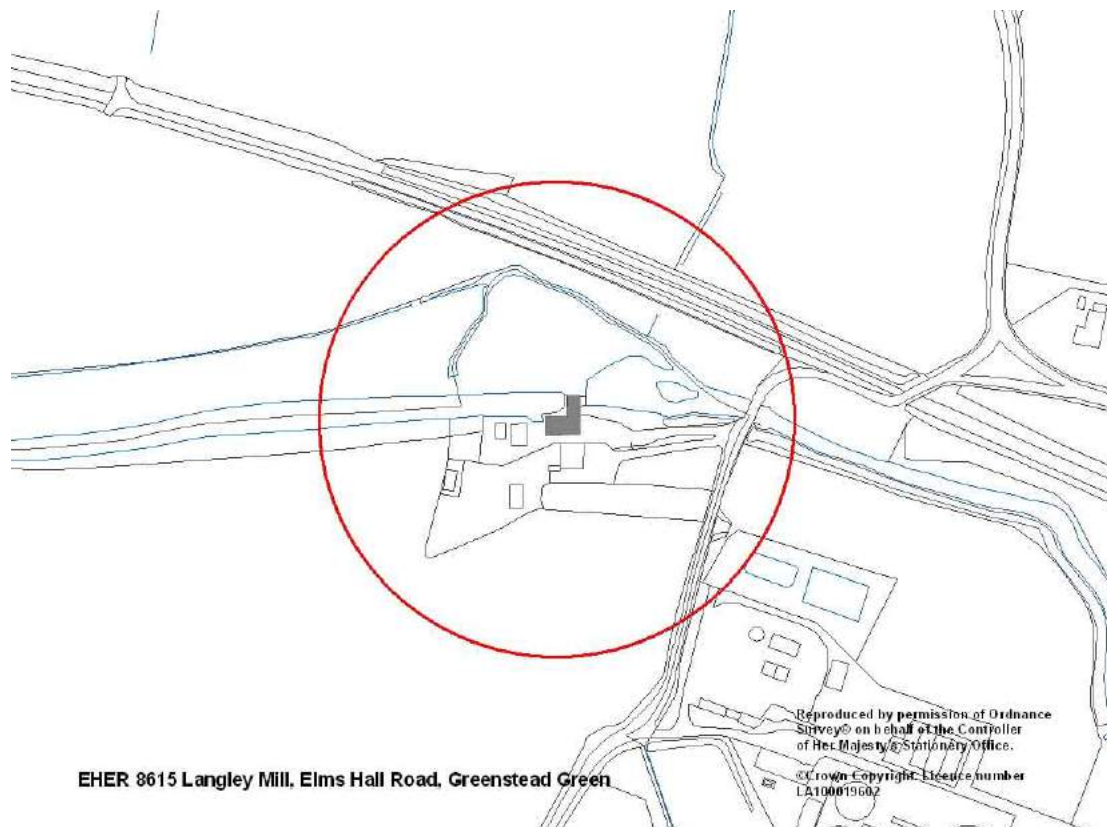 Reproduced by permission of Ordnance
Survey© on behalf of the Controller
of Her Majesty's Stationery Office.
EHER 8615 Langley Mill, Elms Hall Road, Greenstead Green
©Crown Copyright. Licence number
LA100019602